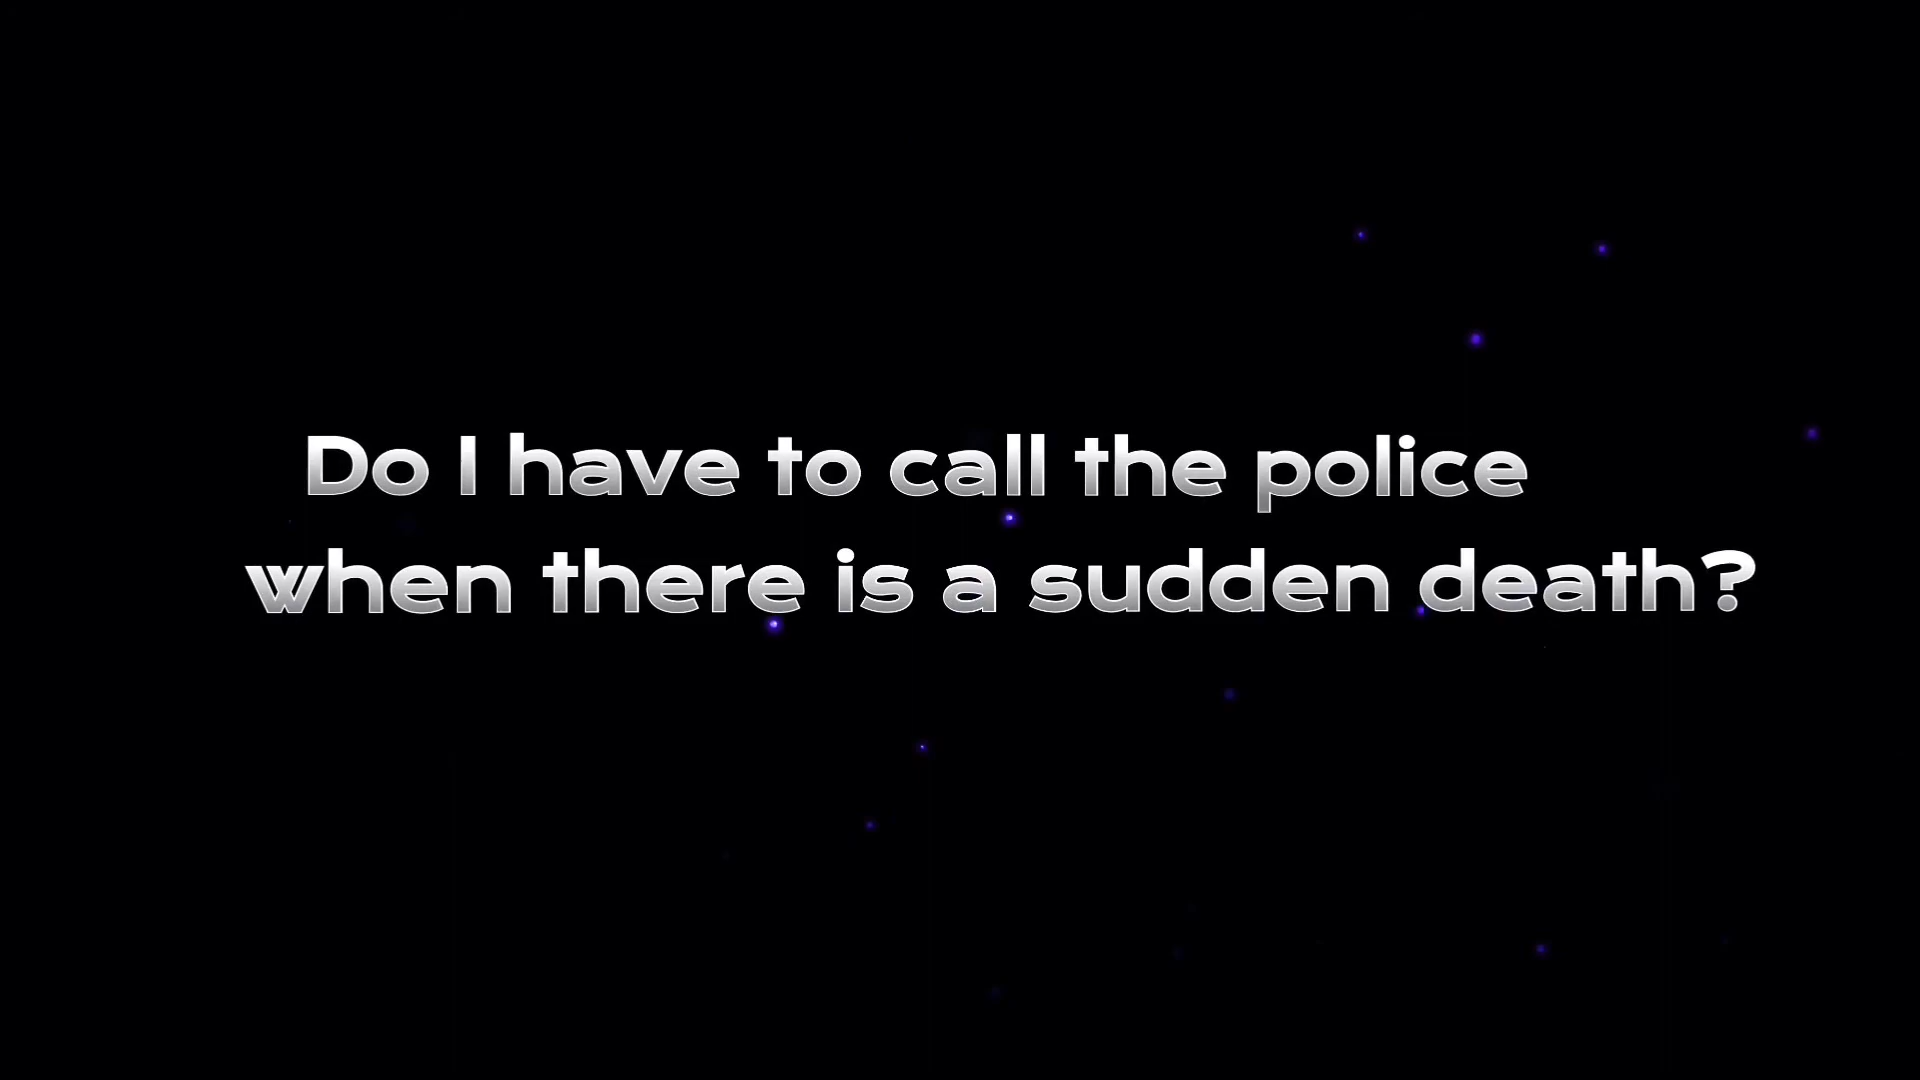 Do I have to call the police
when there is a sudden death?